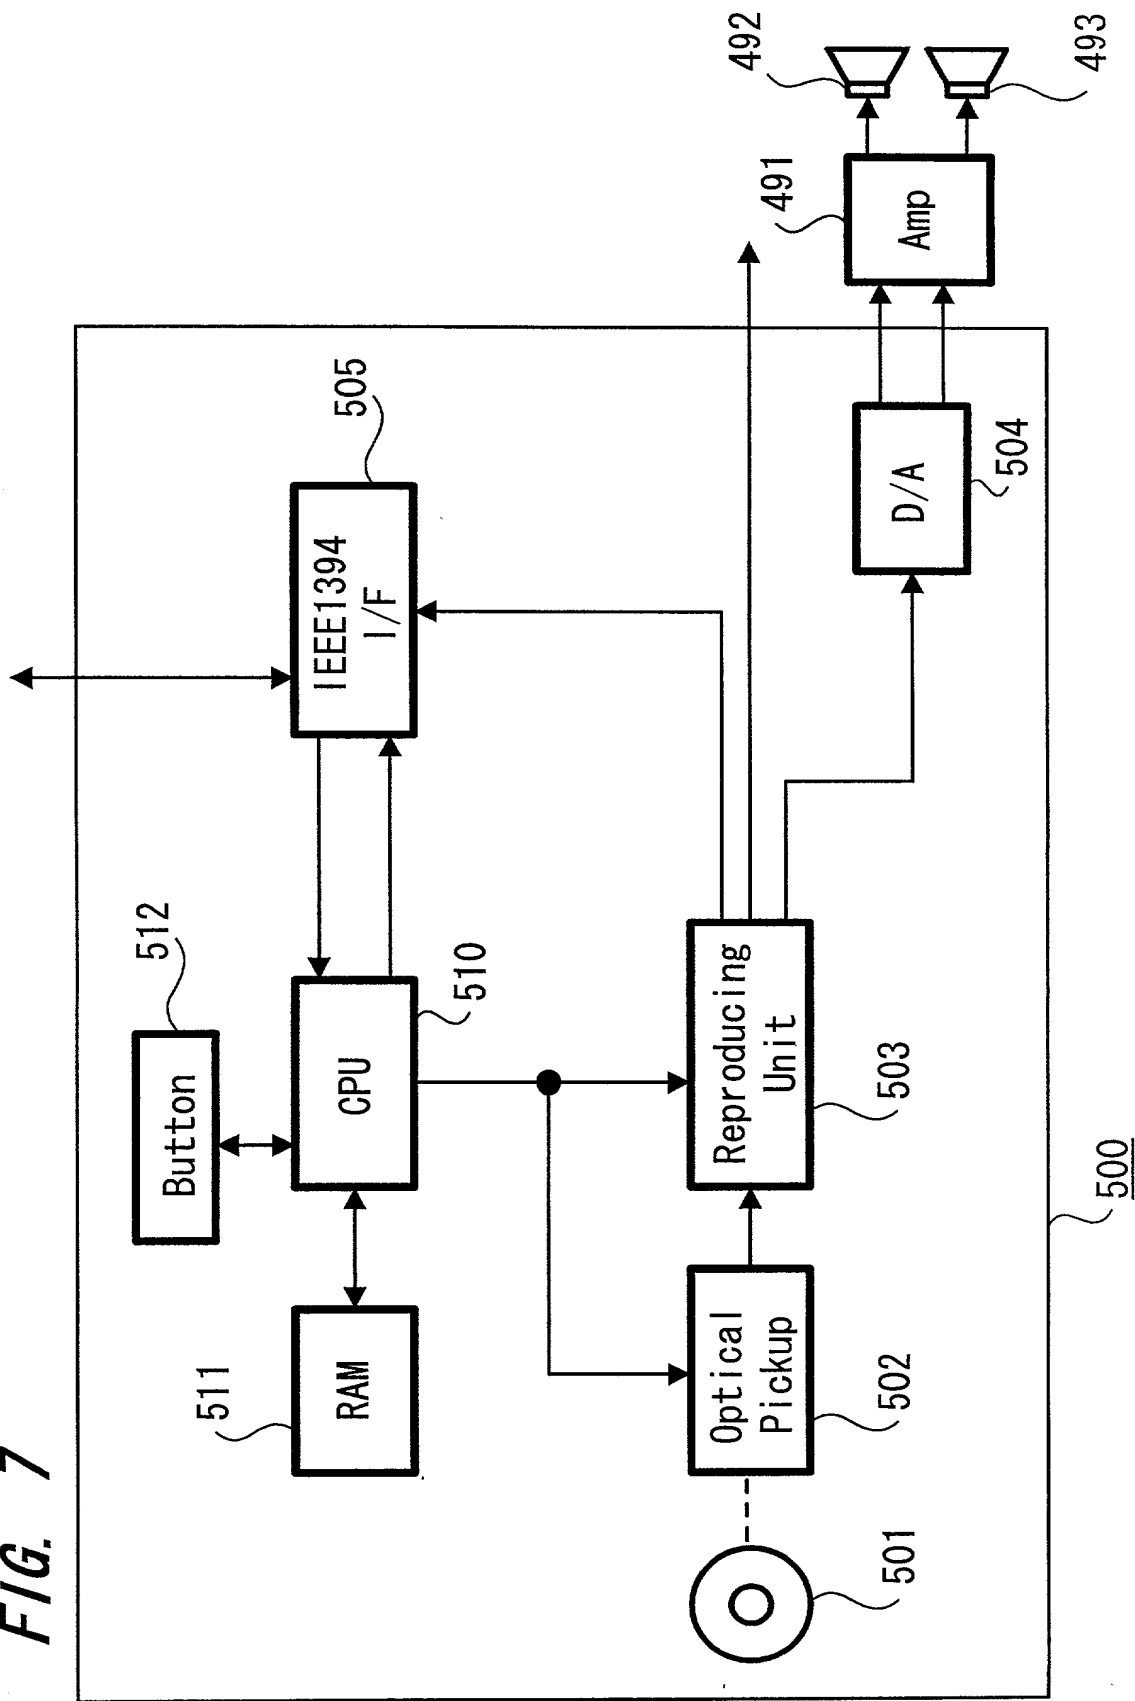 FIG. 7
512
Button
511
RAM
CPU
510
505
IEEE1394
I/F
501
Optical
Pickup
502
Reproducing
Unit
503
D/A
504
491
Amp
492
493
500